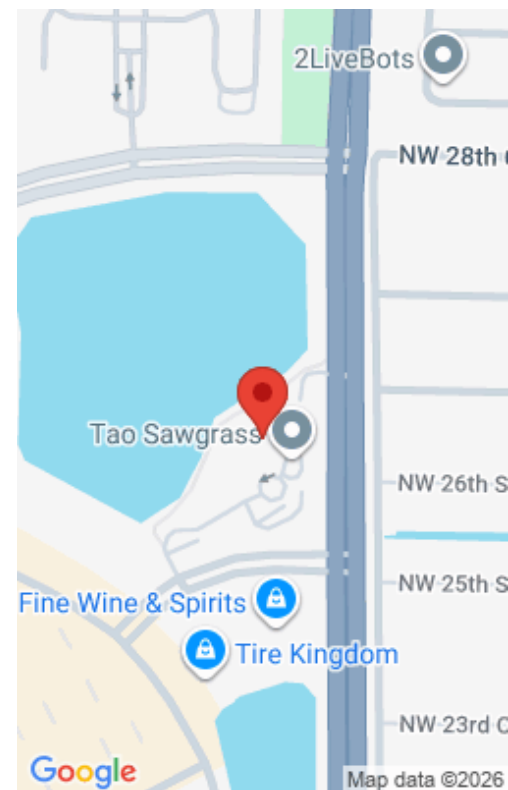 2LiveBots
NW 28th
Tao Sawgrass
NW 26th S
NW 25th S
Fine Wine & Spirits
Tire Kingdom
NW 23rd C
Google
Map data ©2026